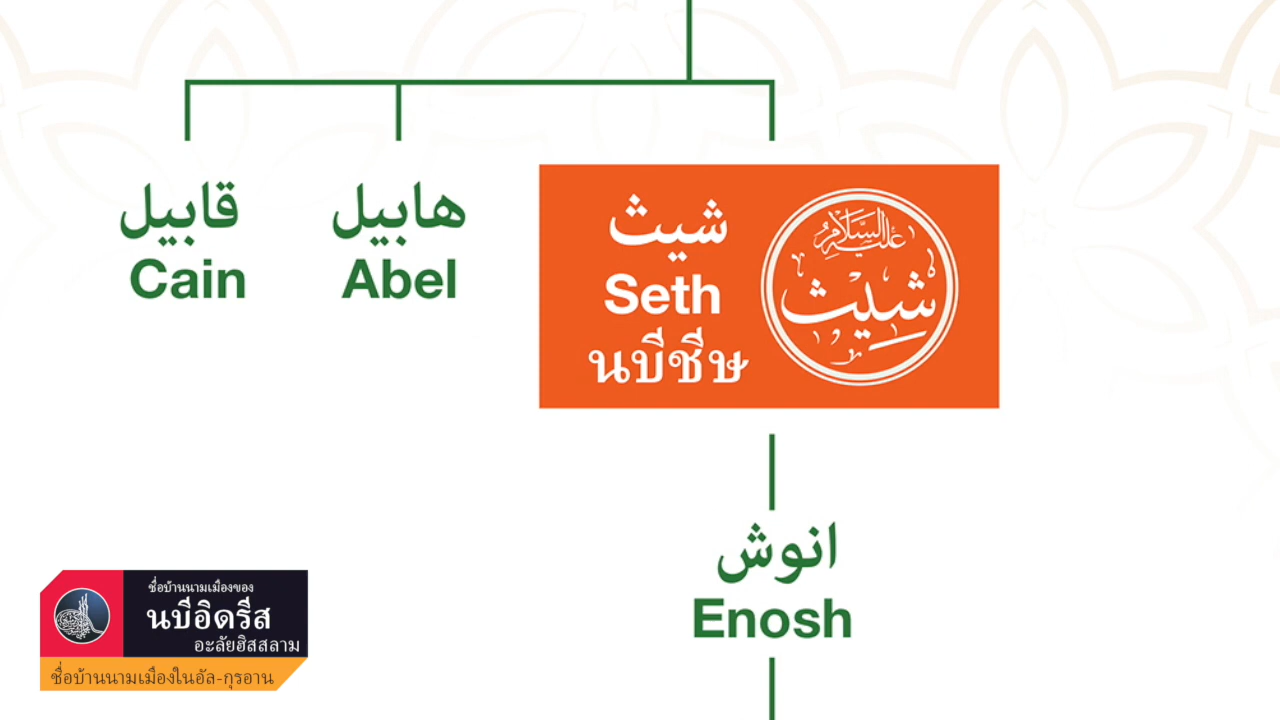 قابيل
Cain
هابيل
Abel
شيث
Seth
นบีชีษ
عليه السلام
شيث
انوش
Enosh
ชื่อบ้านนามเมืองของ
นบีอิดรีส
อะลัยฮิสสลาม
ชื่อบ้านนามเมืองในอัล-กุรอาน